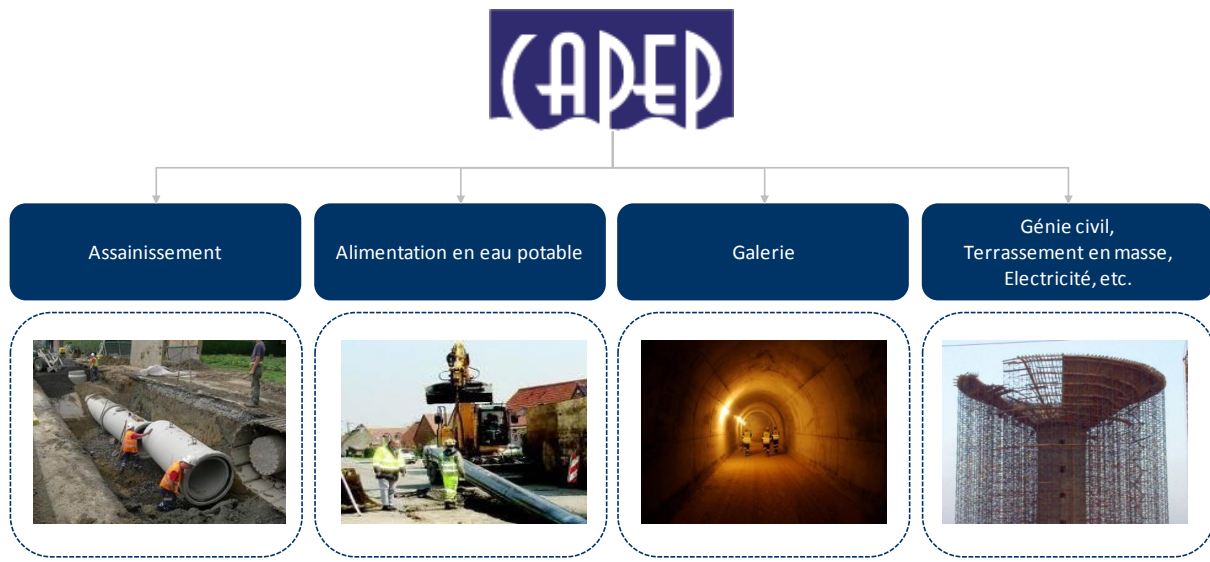 CAPEP
Assainissement
Alimentation en eau potable
Galerie
Génie civil,
Terrassement en masse,
Electricité, etc.